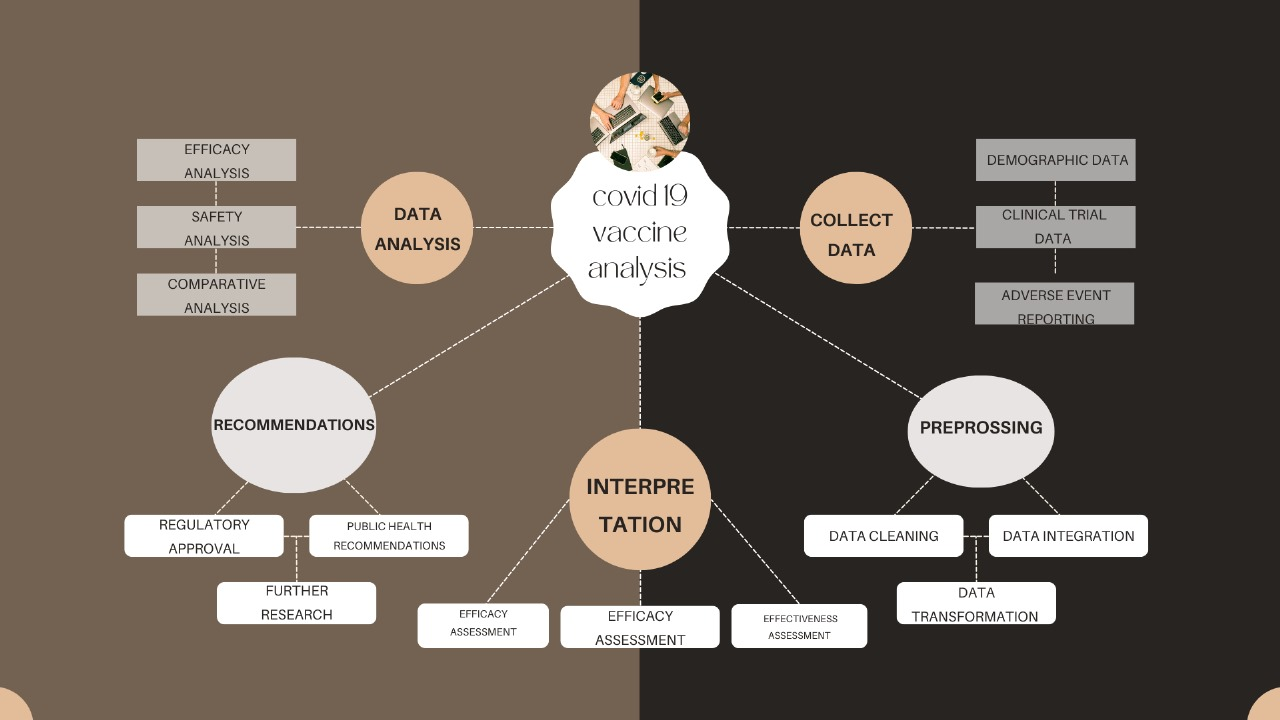 covid 19
vaccine
analysis
EFFICACY
ANALYSIS
SAFETY
ANALYSIS
COMPARATIVE
ANALYSIS
DATA
ANALYSIS
COLLECT
DATA
DEMOGRAPHIC DATA
CLINICAL TRIAL
DATA
ADVERSE EVENT
REPORTING
RECOMMENDATIONS
REGULATORY
APPROVAL
PUBLIC HEALTH
RECOMMENDATIONS
FURTHER
RESEARCH
INTERPRE
TATION
EFFICACY
ASSESSMENT
EFFICACY
ASSESSMENT
EFFECTIVENESS
ASSESSMENT
PREPROSSING
DATA CLEANING
DATA INTEGRATION
DATA
TRANSFORMATION